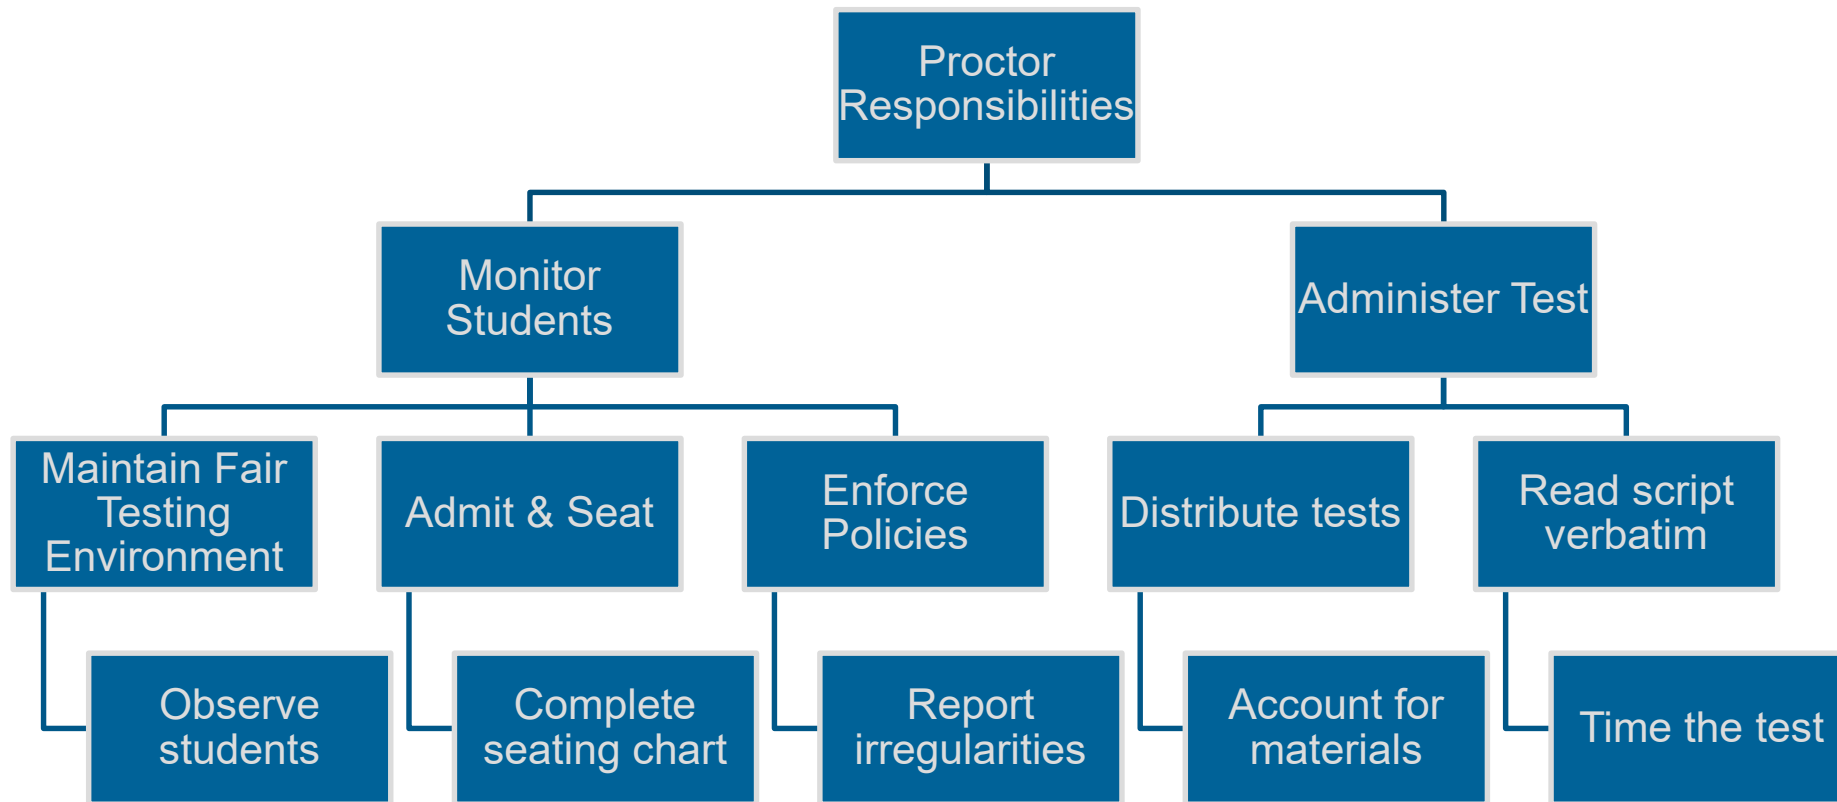 Proctor
Responsibilities
Monitor
Students
Administer Test
Maintain Fair
Testing
Environment
Admit & Seat
Enforce
Policies
Distribute tests
Read script
verbatim
Observe
students
Complete
seating chart
Report
irregularities
Account for
materials
Time the test